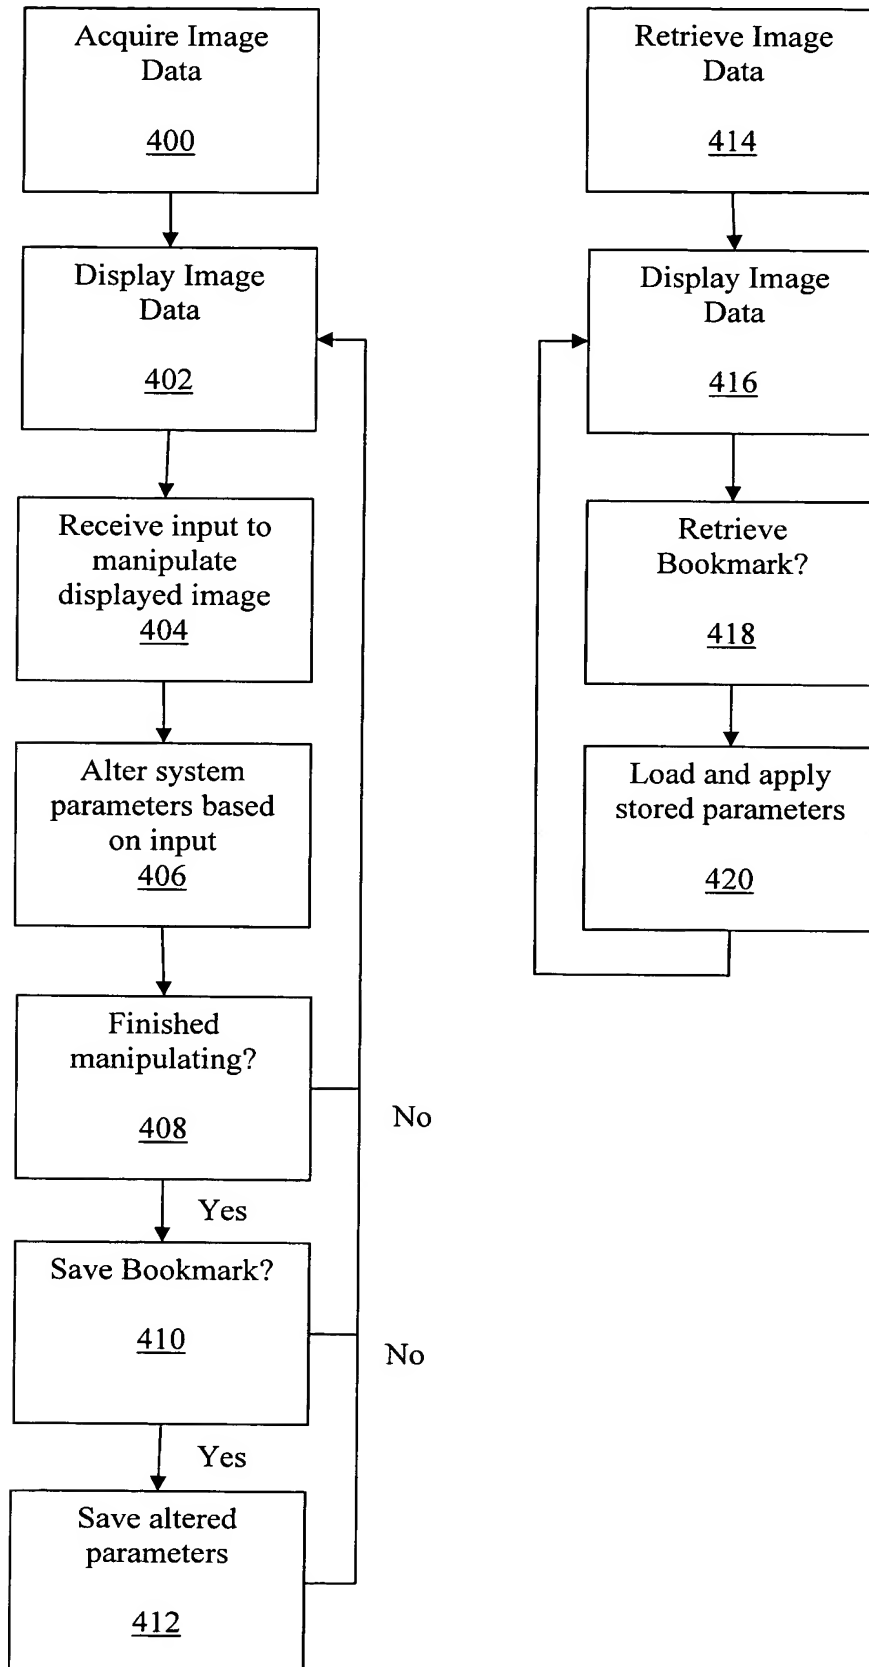 Acquire Image
Data
400
Display Image
Data
402
Receive input to
manipulate
displayed image
404
Alter system
parameters based
on input
406
Finished
manipulating?
408
No
Yes
Save Bookmark?
410
No
Yes
Save altered
parameters
412
Retrieve Image
Data
414
Display Image
Data
416
Retrieve
Bookmark?
418
Load and apply
stored parameters
420